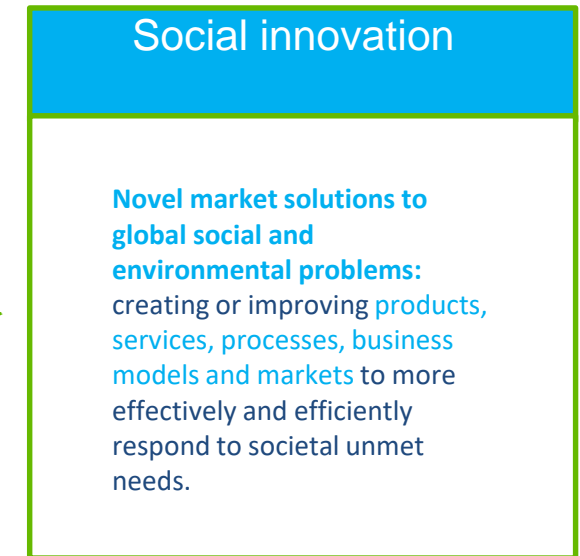 Social innovation
Novel market solutions to
global social and
environmental problems:
creating or improving products,
services, processes, business
models and markets to more
effectively and efficiently
respond to societal unmet
needs.